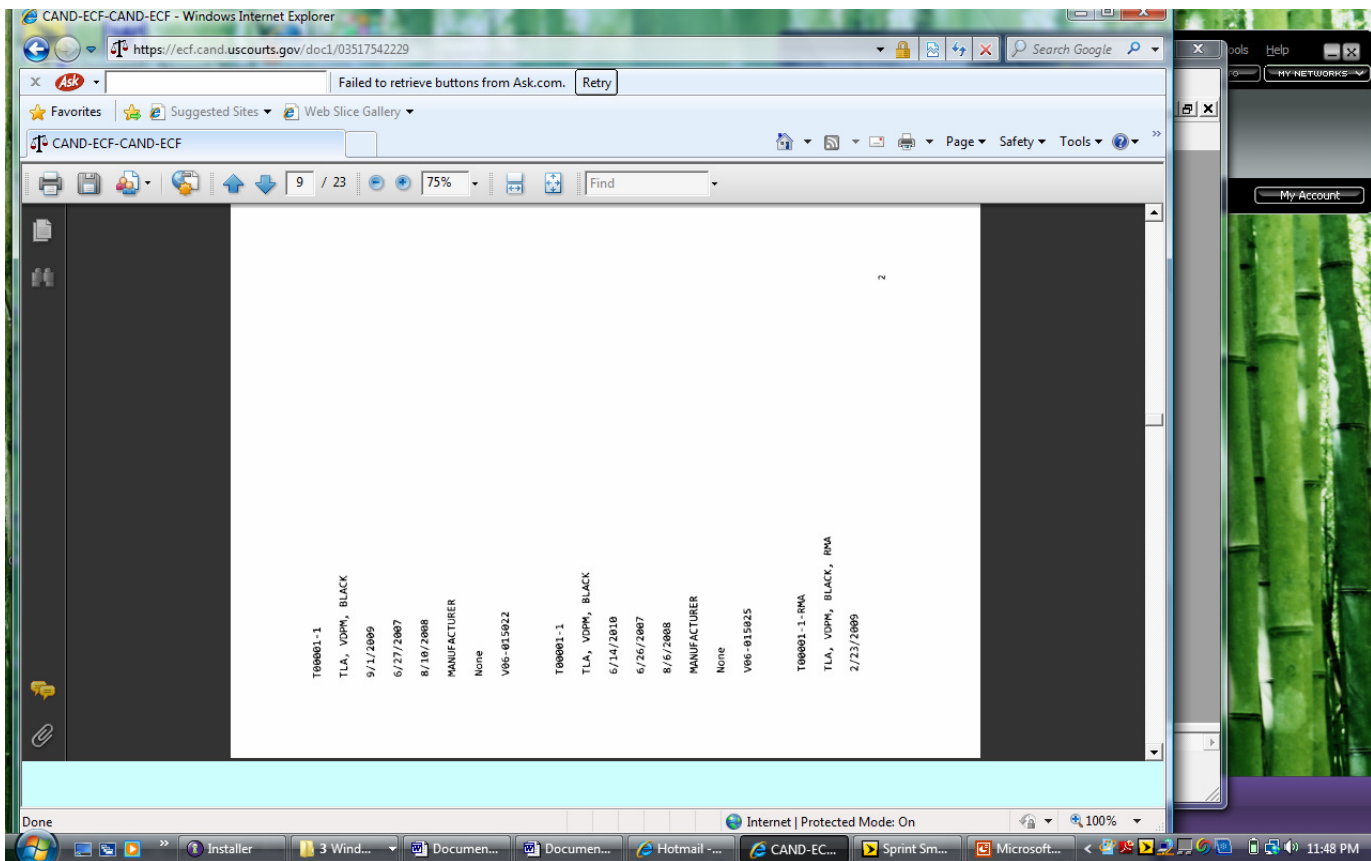 CAND-ECF-CAND-ECF - Windows Internet Explorer
https://ecf.cand.uscourts.gov/doc1/03517542229
Search Google
X
Help
MY NETWORKS
X
Ask
Failed to retrieve buttons from Ask.com.
Retry
Favorites
Suggested Sites
Web Slice Gallery
CAND-ECF-CAND-ECF
Page
Safety
Tools
9 / 23
75%
Find
My Account
T00001-1
TLA, VDPM, BLACK
9/1/2009
6/27/2007
8/10/2008
MANUFACTURER
None
V06-015022
T00001-1
TLA, VDPM, BLACK
6/14/2010
6/26/2007
8/6/2008
MANUFACTURER
None
V06-015025
T00001-1-RMA
TLA, VDPM, BLACK, RMA
2/23/2009
2
Done
Internet | Protected Mode: On
100%
Installer
3 Wind...
Documen...
Documen...
Hotmail -...
CAND-EC...
Sprint Sm...
Microsoft...
11:48 PM